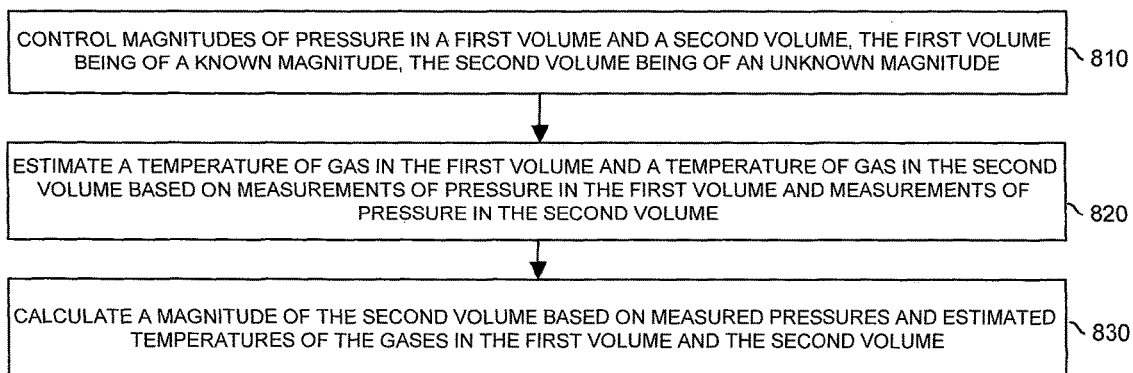 CONTROL MAGNITUDES OF PRESSURE IN A FIRST VOLUME AND A SECOND VOLUME, THE FIRST VOLUME
BEING OF A KNOWN MAGNITUDE, THE SECOND VOLUME BEING OF AN UNKNOWN MAGNITUDE
810
ESTIMATE A TEMPERATURE OF GAS IN THE FIRST VOLUME AND A TEMPERATURE OF GAS IN THE SECOND
VOLUME BASED ON MEASUREMENTS OF PRESSURE IN THE FIRST VOLUME AND MEASUREMENTS OF
PRESSURE IN THE SECOND VOLUME
820
CALCULATE A MAGNITUDE OF THE SECOND VOLUME BASED ON MEASURED PRESSURES AND ESTIMATED
TEMPERATURES OF THE GASES IN THE FIRST VOLUME AND THE SECOND VOLUME
830